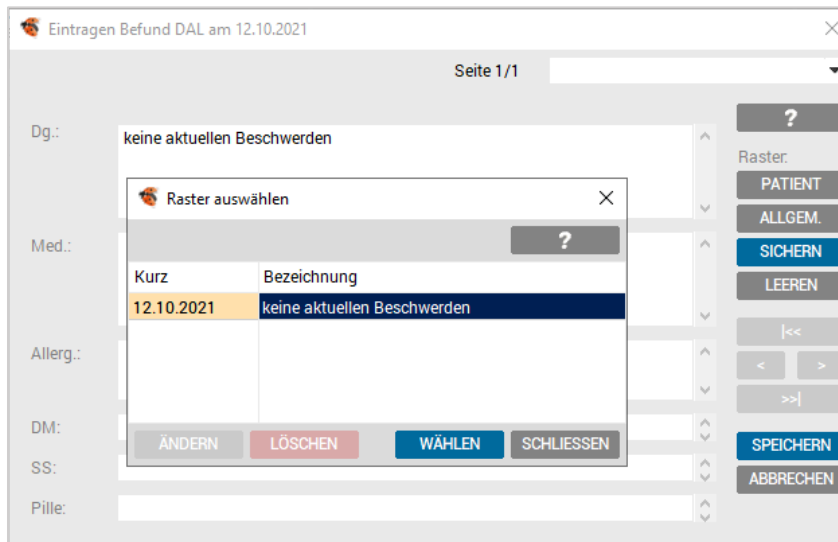 Eintragen Befund DAL am 12.10.2021
Seite 1/1
?
Dg.:
keine aktuellen Beschwerden
Raster:
PATIENT
ALLGEM.
SICHERN
LEEREN
|<<
<
>
>>|
SPEICHERN
ABBRECHEN
Raster auswählen
?
Kurz Bezeichnung
12.10.2021 keine aktuellen Beschwerden
ÄNDERN LÖSCHEN WÄHLEN SCHLIESSEN
Med.:
Allerg.:
DM:
SS:
Pille: